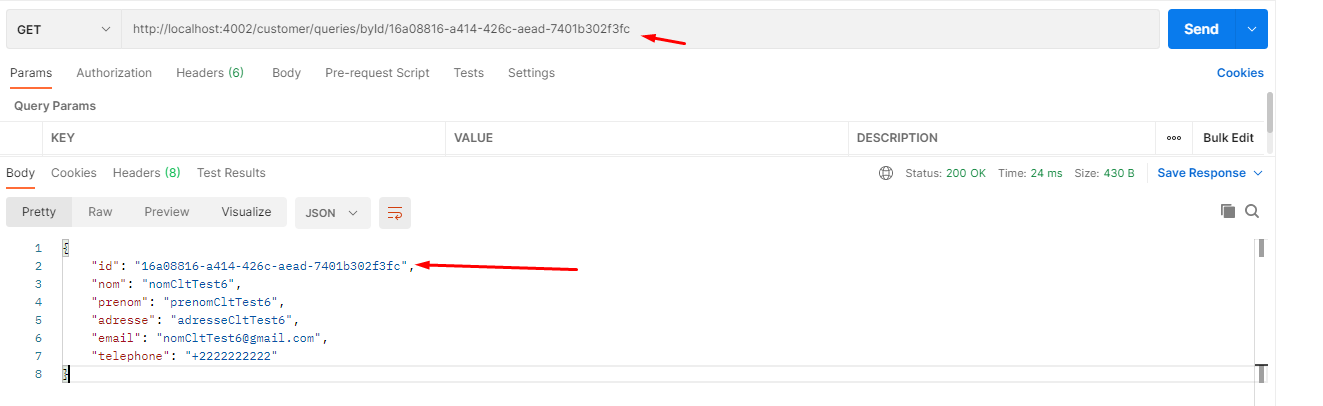 GET http://localhost:4002/customer/queries/byId/16a08816-a414-426c-aead-7401b302f3fc Send
Params Authorization Headers (6) Body Pre-request Script Tests Settings Cookies
Query Params
KEY VALUE DESCRIPTION ooo Bulk Edit
Body Cookies Headers (8) Test Results Status: 200 OK Time: 24 ms Size: 430 B Save Response
Pretty Raw Preview Visualize JSON
1 {
2 "id": "16a08816-a414-426c-aead-7401b302f3fc",
3 "nom": "nomCltTest6",
4 "prenom": "prenomCltTest6",
5 "adresse": "adresseCltTest6",
6 "email": "nomCltTest6@gmail.com",
7 "telephone": "+2222222222"
8 }